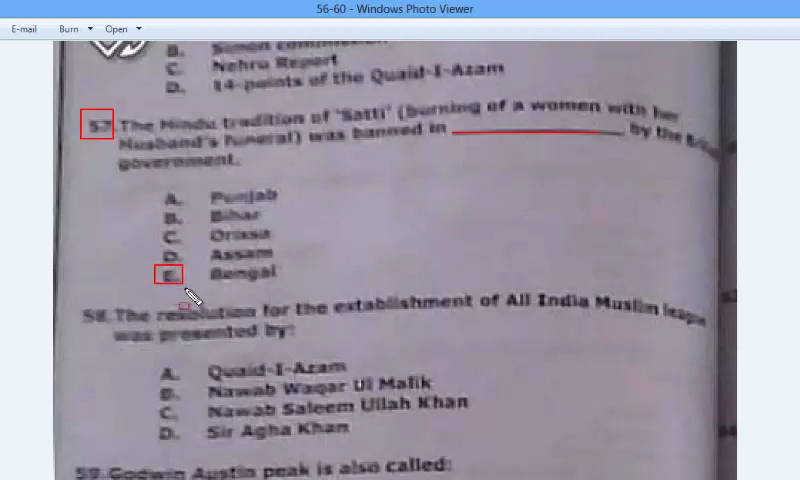 56-60 - Windows Photo Viewer
E-mail Burn Open
B. Simon commission
C. Nehru Report
D. 14-points of the Quaid-I-Azam
57. The Hindu tradition of 'Satti' (burning of a women with her
Husband's funeral) was banned in ____________ by the British
government.
A. Punjab
B. Bihar
C. Orissa
D. Assam
E. Bengal
58. The resolution for the establishment of All India Muslim league
was presented by:
A. Quaid-I-Azam
B. Nawab Waqar Ul Malik
C. Nawab Saleem Ullah Khan
D. Sir Agha Khan
59. Godwin Austin peak is also called: